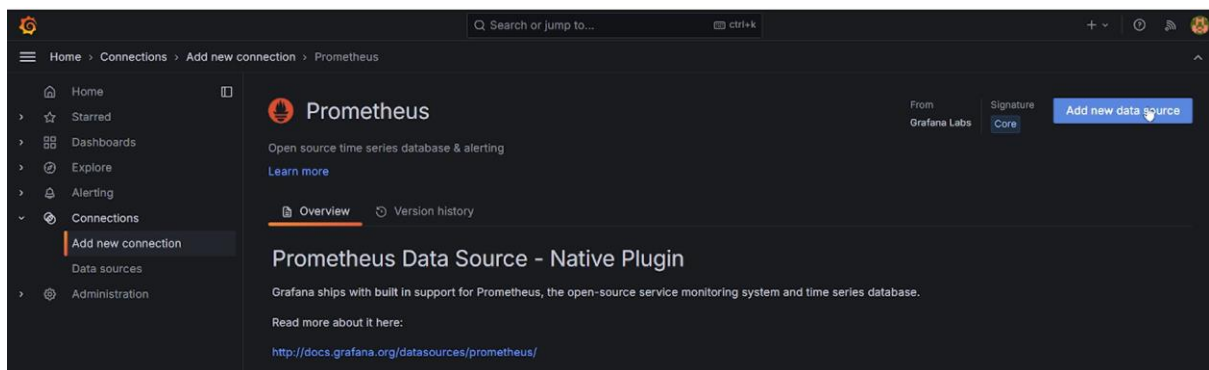 Search or jump to... ctrl+k
Home > Connections > Add new connection > Prometheus
Home
Starred
Dashboards
Explore
Alerting
Connections
Add new connection
Data sources
Administration
Prometheus
From
Grafana Labs
Signature
Core
Add new data source
Open source time series database & alerting
Learn more
Overview Version history
Prometheus Data Source - Native Plugin
Grafana ships with built in support for Prometheus, the open-source service monitoring system and time series database.
Read more about it here:
http://docs.grafana.org/datasources/prometheus/